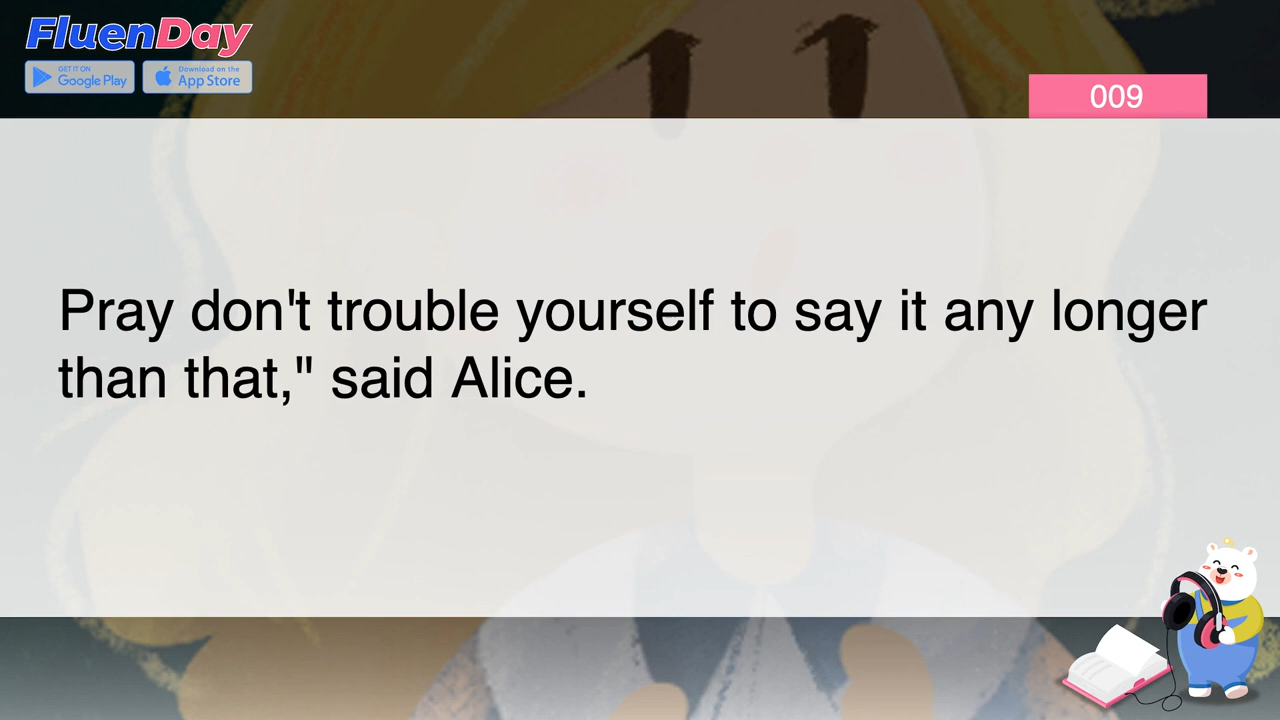 FluenDay
GET IT ON
Google Play
Download on the
App Store
009
Pray don't trouble yourself to say it any longer
than that," said Alice.